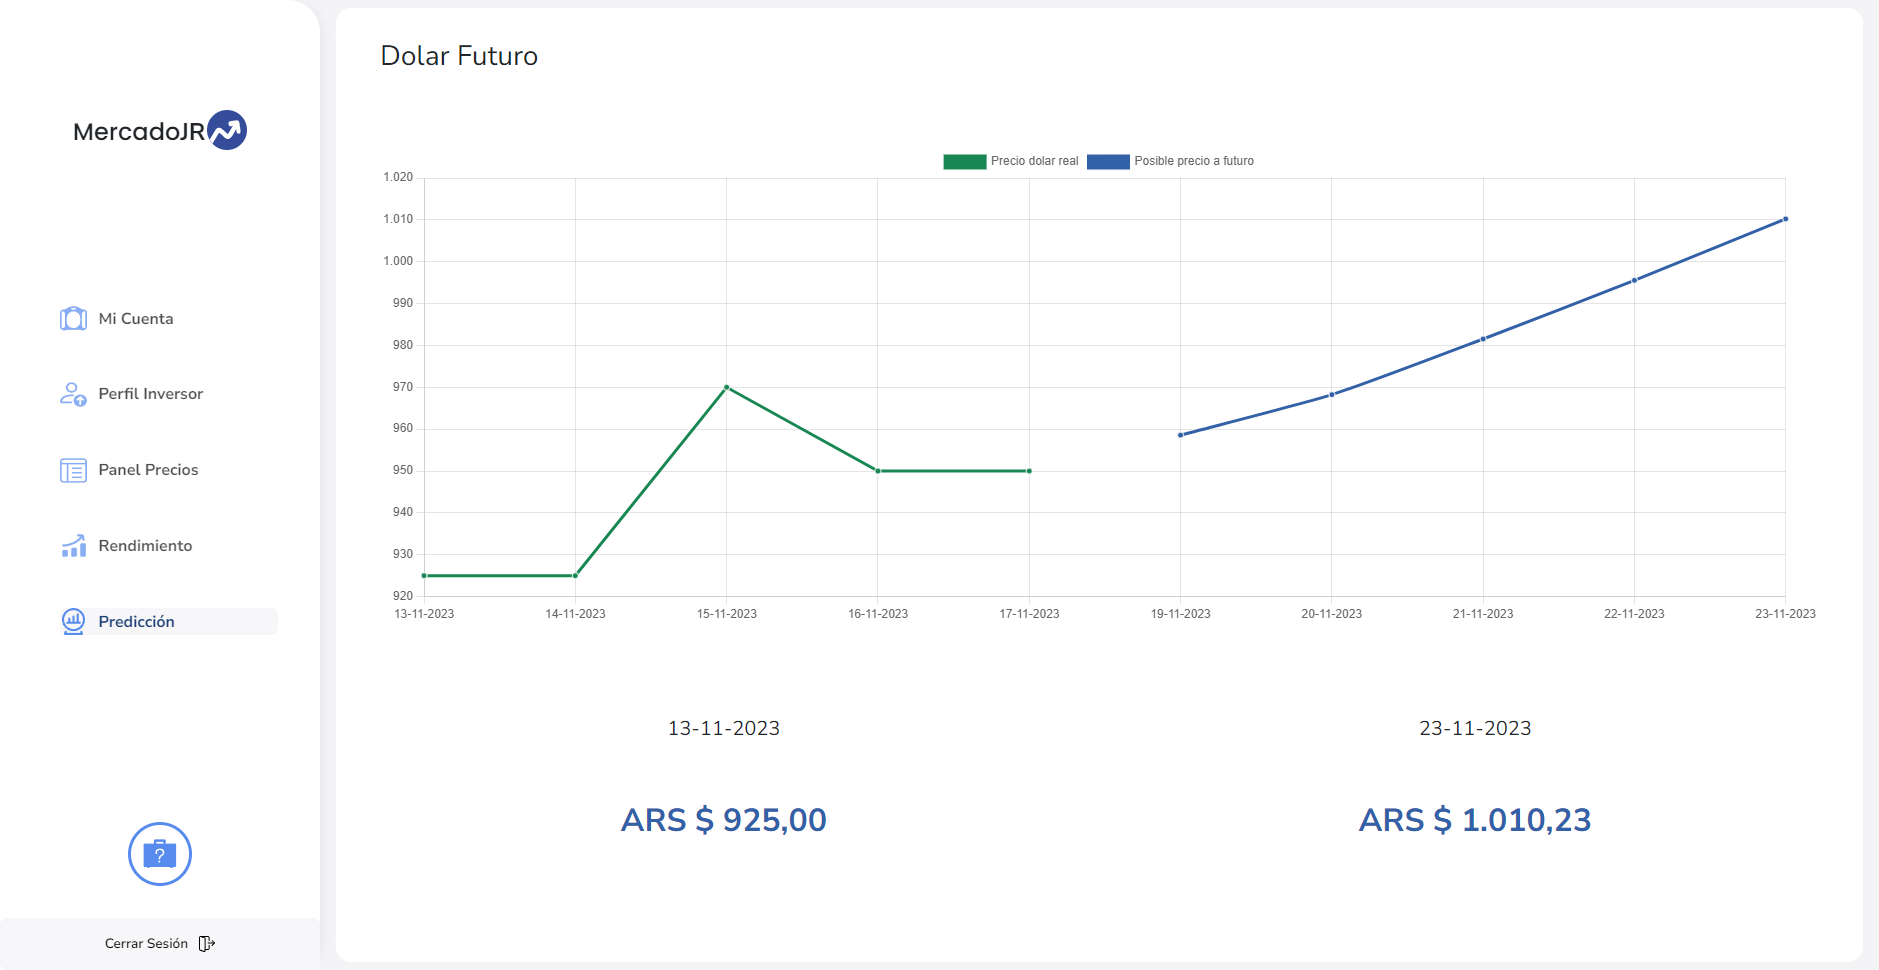 MercadoJR
Mi Cuenta
Perfil Inversor
Panel Precios
Rendimiento
Predicción
?
Cerrar Sesión
Dolar Futuro
Precio dolar real Posible precio a futuro
1.020
1.010
1.000
990
980
970
960
950
940
930
920
13-11-2023 14-11-2023 15-11-2023 16-11-2023 17-11-2023 19-11-2023 20-11-2023 21-11-2023 22-11-2023 23-11-2023
13-11-2023 23-11-2023
ARS $ 925,00 ARS $ 1.010,23